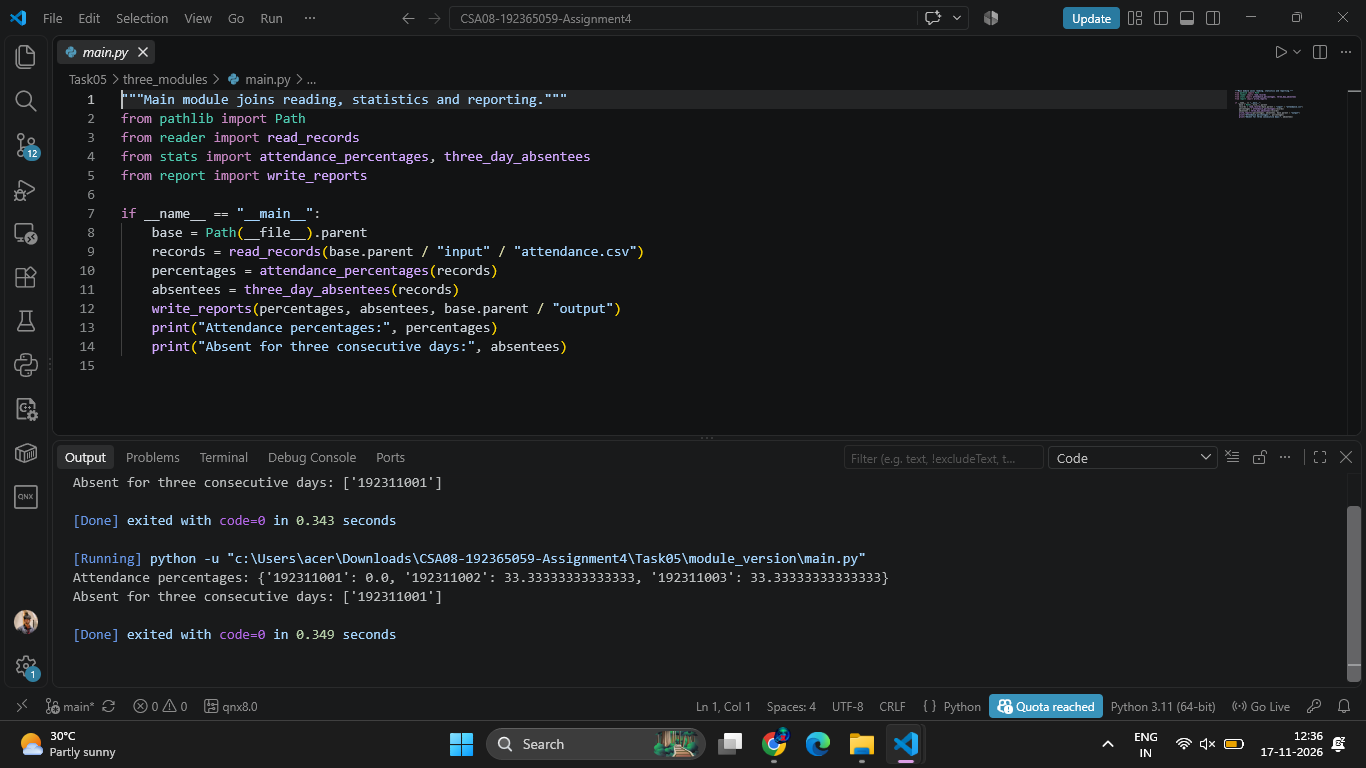 File Edit Selection View Go Run ···
CSA08-192365059-Assignment4
Update
main.py
Task05 > three_modules > main.py > ...
1 """Main module joins reading, statistics and reporting."""
2 from pathlib import Path
3 from reader import read_records
4 from stats import attendance_percentages, three_day_absentees
5 from report import write_reports
6
7 if __name__ == "__main__":
8     base = Path(__file__).parent
9     records = read_records(base.parent / "input" / "attendance.csv")
10     percentages = attendance_percentages(records)
11     absentees = three_day_absentees(records)
12     write_reports(percentages, absentees, base.parent / "output")
13     print("Attendance percentages:", percentages)
14     print("Absent for three consecutive days:", absentees)
15
12
QNX
1
Output Problems Terminal Debug Console Ports
Filter (e.g. text, !excludeText, t...
Code
Absent for three consecutive days: ['192311001']
[Done] exited with code=0 in 0.343 seconds
[Running] python -u "c:\Users\acer\Downloads\CSA08-192365059-Assignment4\Task05\module_version\main.py"
Attendance percentages: {'192311001': 0.0, '192311002': 33.33333333333333, '192311003': 33.33333333333333}
Absent for three consecutive days: ['192311001']
[Done] exited with code=0 in 0.349 seconds
main* 0 0 qnx8.0 Ln 1, Col 1 Spaces: 4 UTF-8 CRLF { } Python Quota reached Python 3.11 (64-bit) Go Live
30°C
Partly sunny
Search
ENG
IN
12:36
17-11-2026